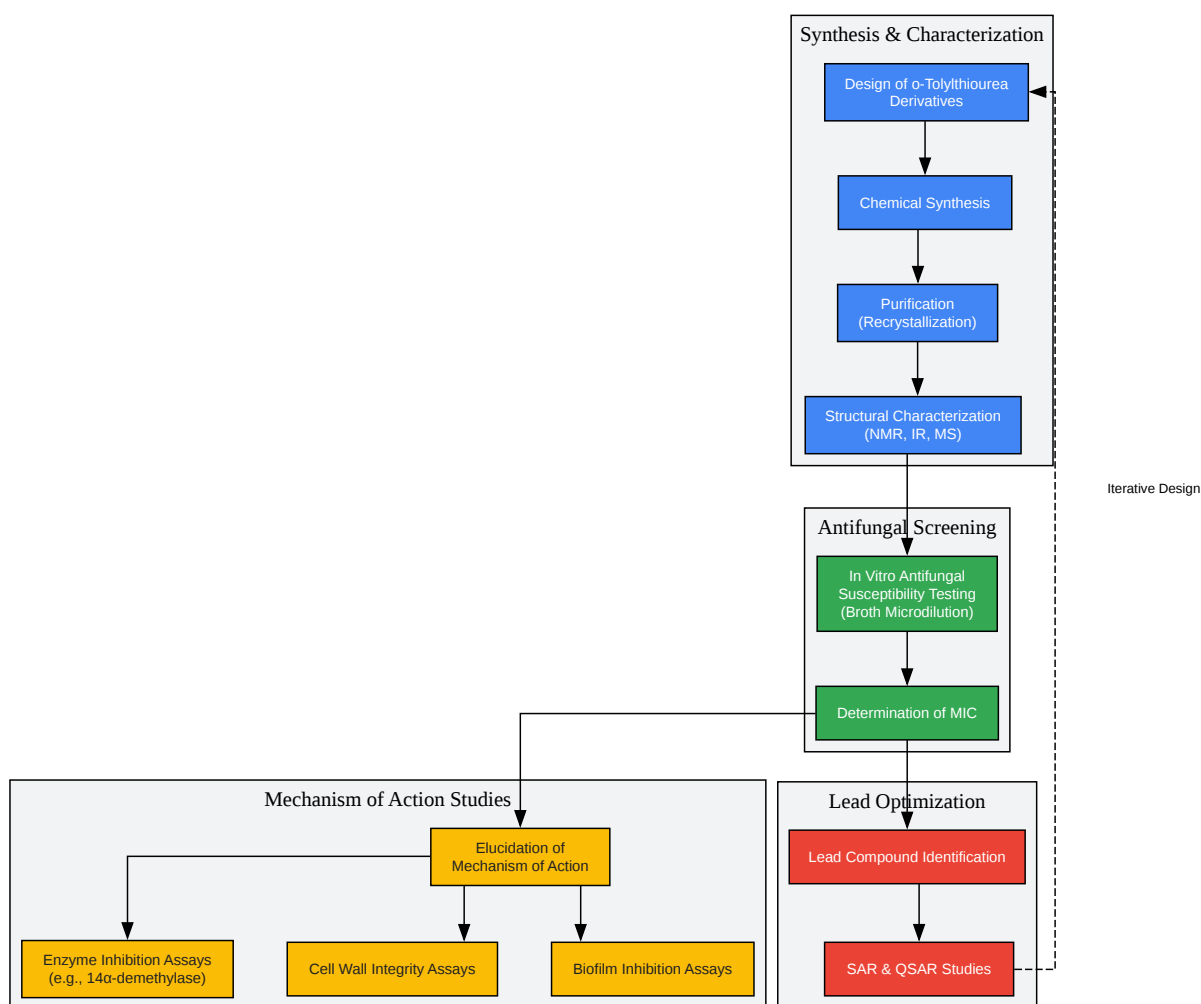 Synthesis & Characterization
Design of o-Tolylthiourea
Derivatives
Chemical Synthesis
Purification
(Recrystallization)
Structural Characterization
(NMR, IR, MS)
Iterative Design
Antifungal Screening
In Vitro Antifungal
Susceptibility Testing
(Broth Microdilution)
Determination of MIC
Mechanism of Action Studies
Elucidation of
Mechanism of Action
Enzyme Inhibition Assays
(e.g., 14α-demethylase)
Cell Wall Integrity Assays
Biofilm Inhibition Assays
Lead Optimization
Lead Compound Identification
SAR & QSAR Studies